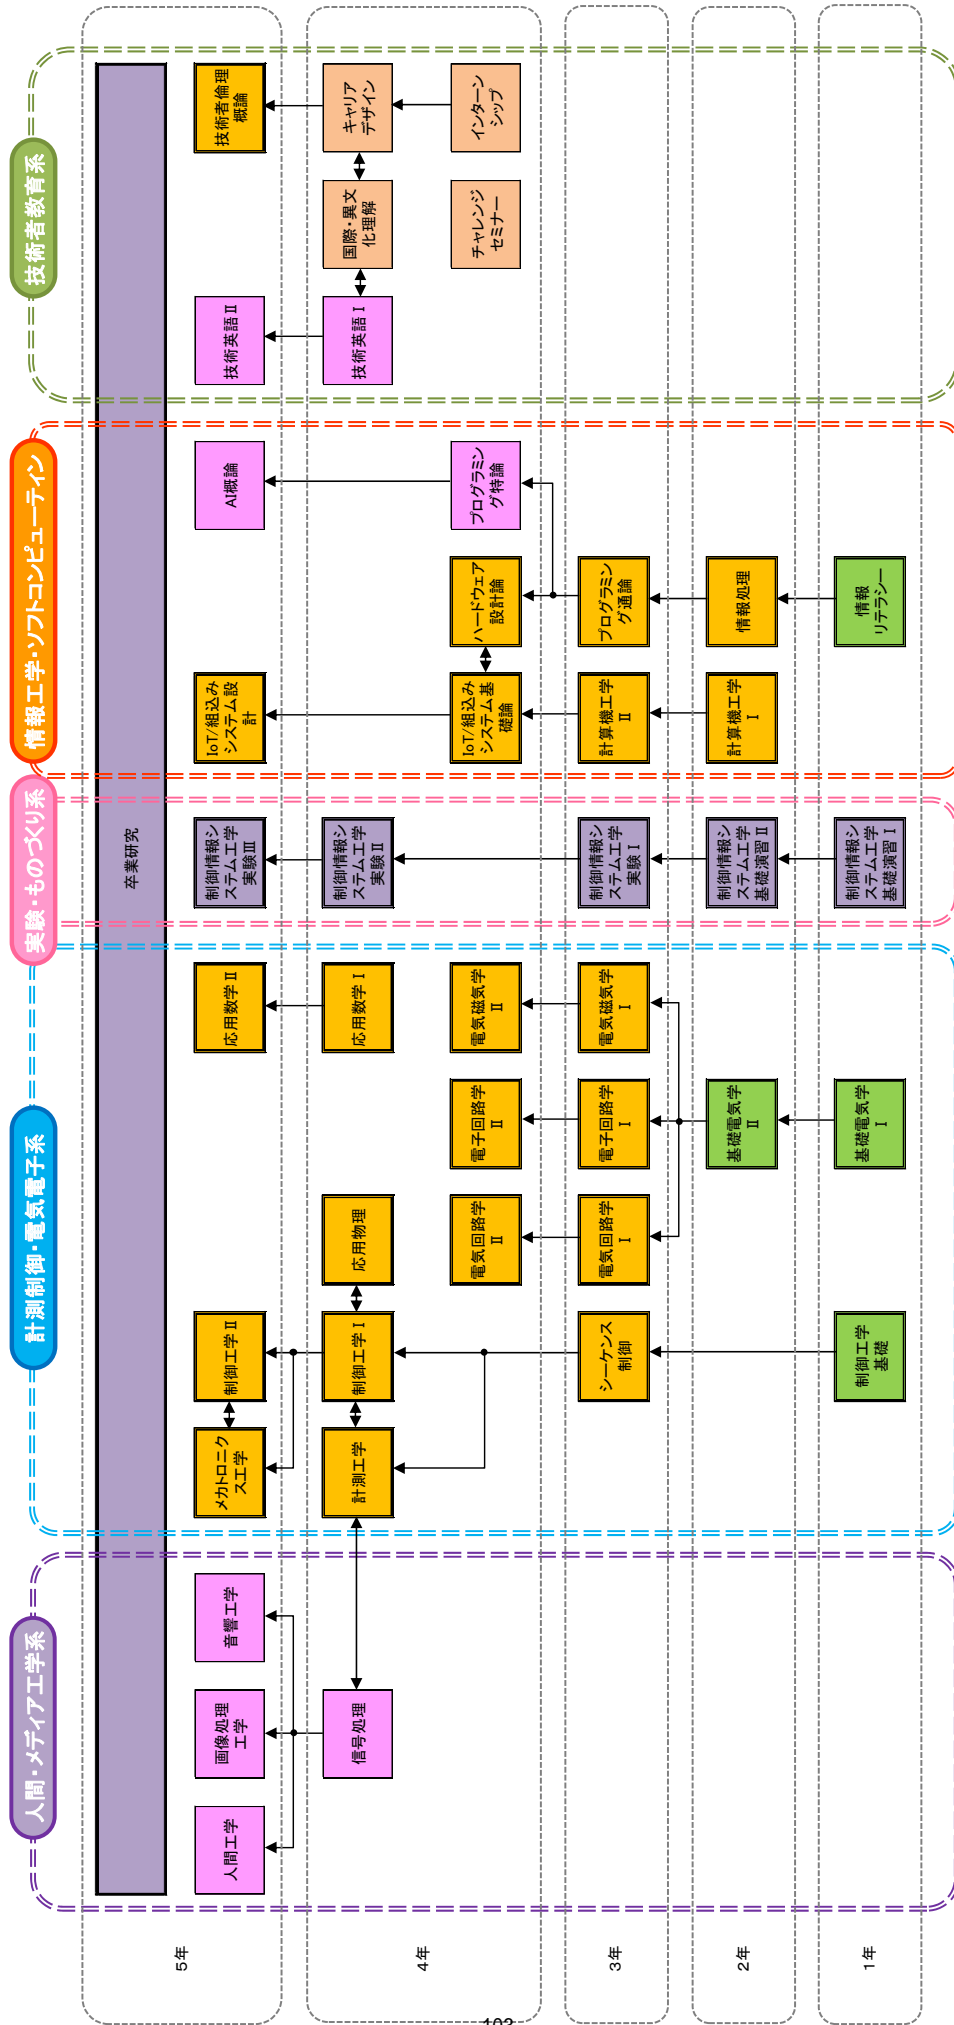 人間・メディア工学系
計測制御・電気電子系
実験・ものづくり系
情報工学・ソフトコンピューティン
技術者教育系
5年
卒業研究
人間工学
画像処理
工学
音響工学
メカトロニク
ス工学
制御工学Ⅱ
応用数学Ⅱ
制御情報シ
ステム工学
実験Ⅲ
IoT/組込み
システム設
計
AI概論
技術英語Ⅱ
技術者倫理
概論
4年
信号処理
計測工学
制御工学Ⅰ
応用物理
応用数学Ⅰ
制御情報シ
ステム工学
実験Ⅱ
技術英語Ⅰ
国際・異文
化理解
キャリア
デザイン
電気回路学
Ⅱ
電子回路学
Ⅱ
電気磁気学
Ⅱ
IoT/組込み
システム基
礎論
ハードウェア
設計論
プログラミン
グ特論
チャレンジ
セミナー
インターン
シップ
3年
シーケンス
制御
電気回路学
Ⅰ
電子回路学
Ⅰ
電気磁気学
Ⅰ
制御情報シ
ステム工学
実験Ⅰ
計算機工学
Ⅱ
プログラミン
グ通論
2年
基礎電気学
Ⅱ
制御情報シ
ステム工学
基礎演習Ⅱ
計算機工学
Ⅰ
情報処理
1年
制御工学
基礎
基礎電気学
Ⅰ
制御情報シ
ステム工学
基礎演習Ⅰ
情報
リテラシー
103